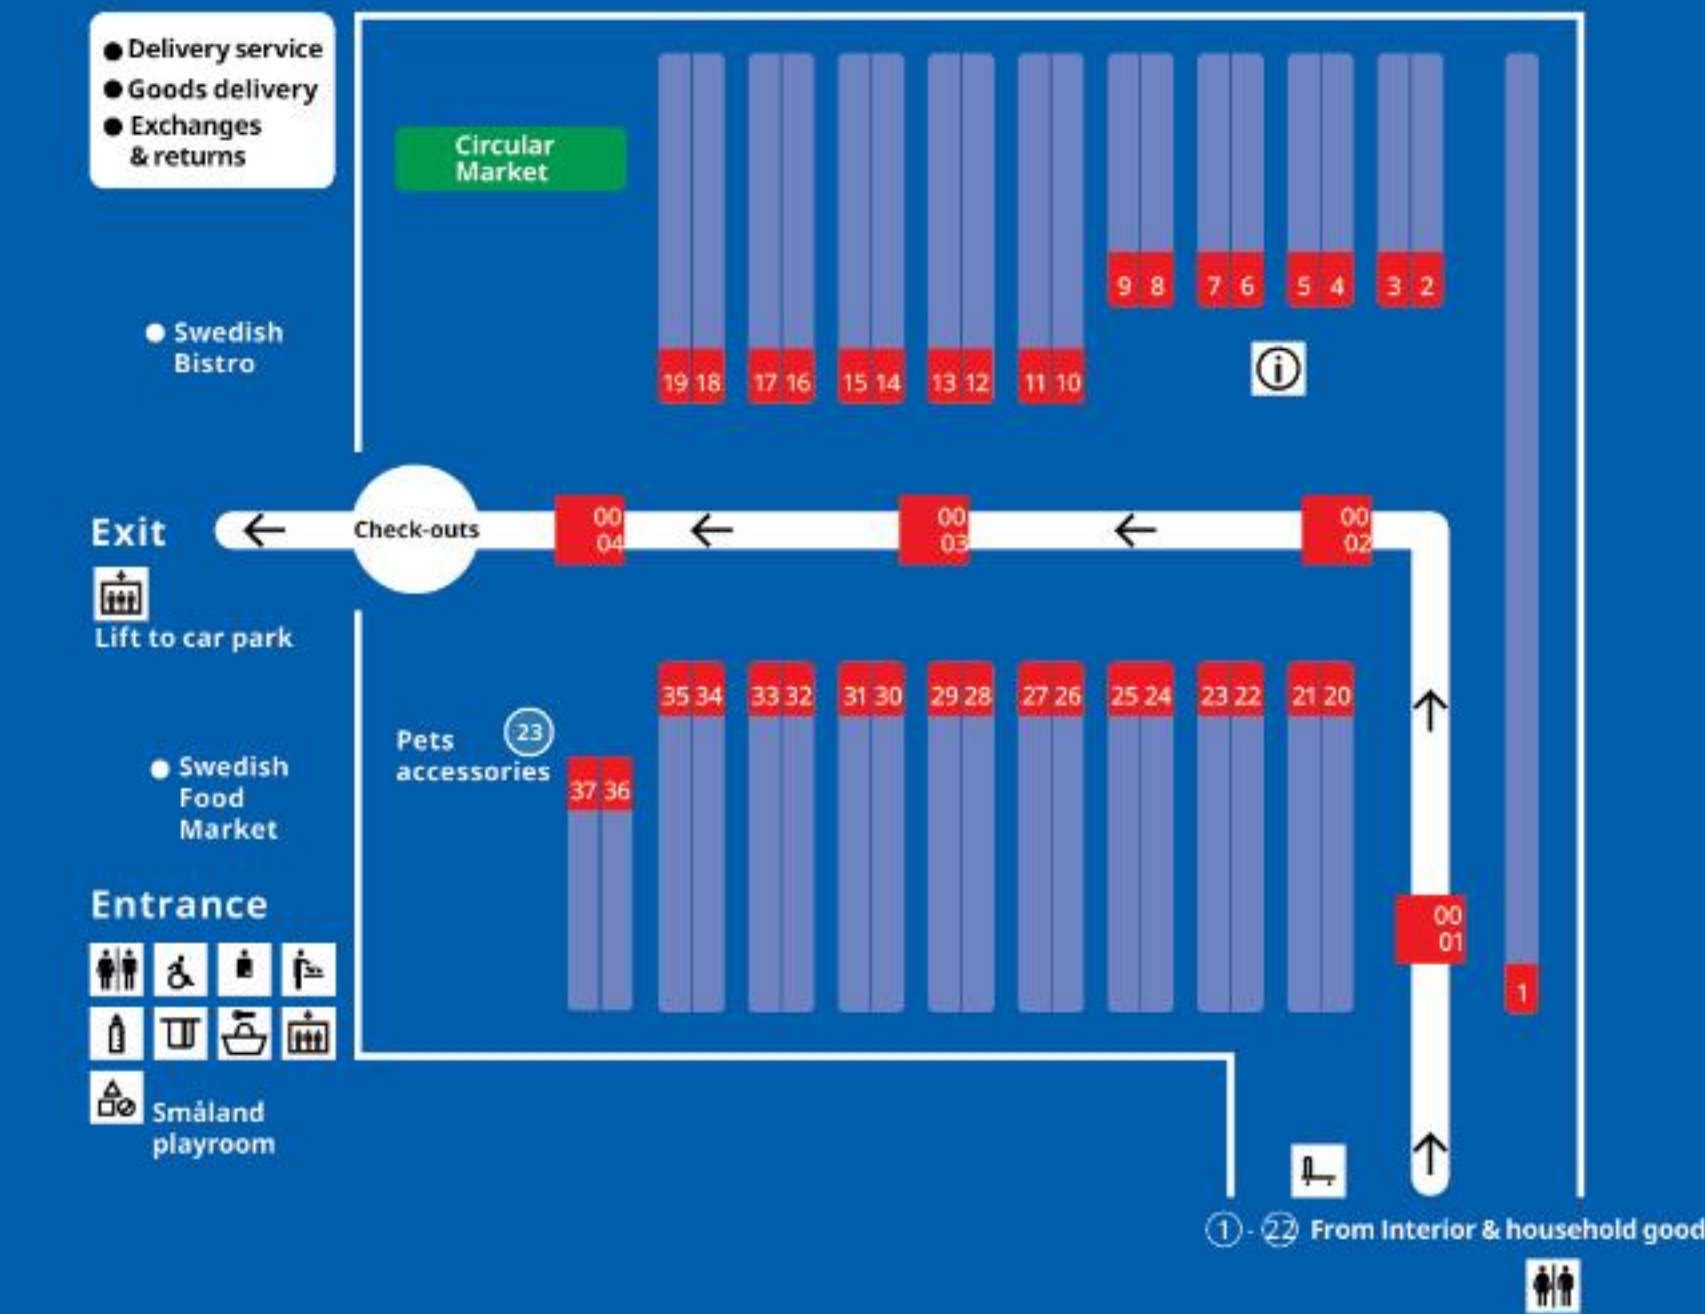 Delivery service
Goods delivery
Exchanges
& returns
Circular
Market
9 8 7 6 5 4 3 2
Swedish
Bistro
19 18 17 16 15 14 13 12 11 10
Exit
Check-outs
00
04
00
03
00
02
Lift to car park
35 34 33 32 31 30 29 28 27 26 25 24 23 22 21 20
Pets
accessories
23
37 36
Swedish
Food
Market
Entrance
00
01
1
Småland
playroom
1 - 22 From Interior & household good